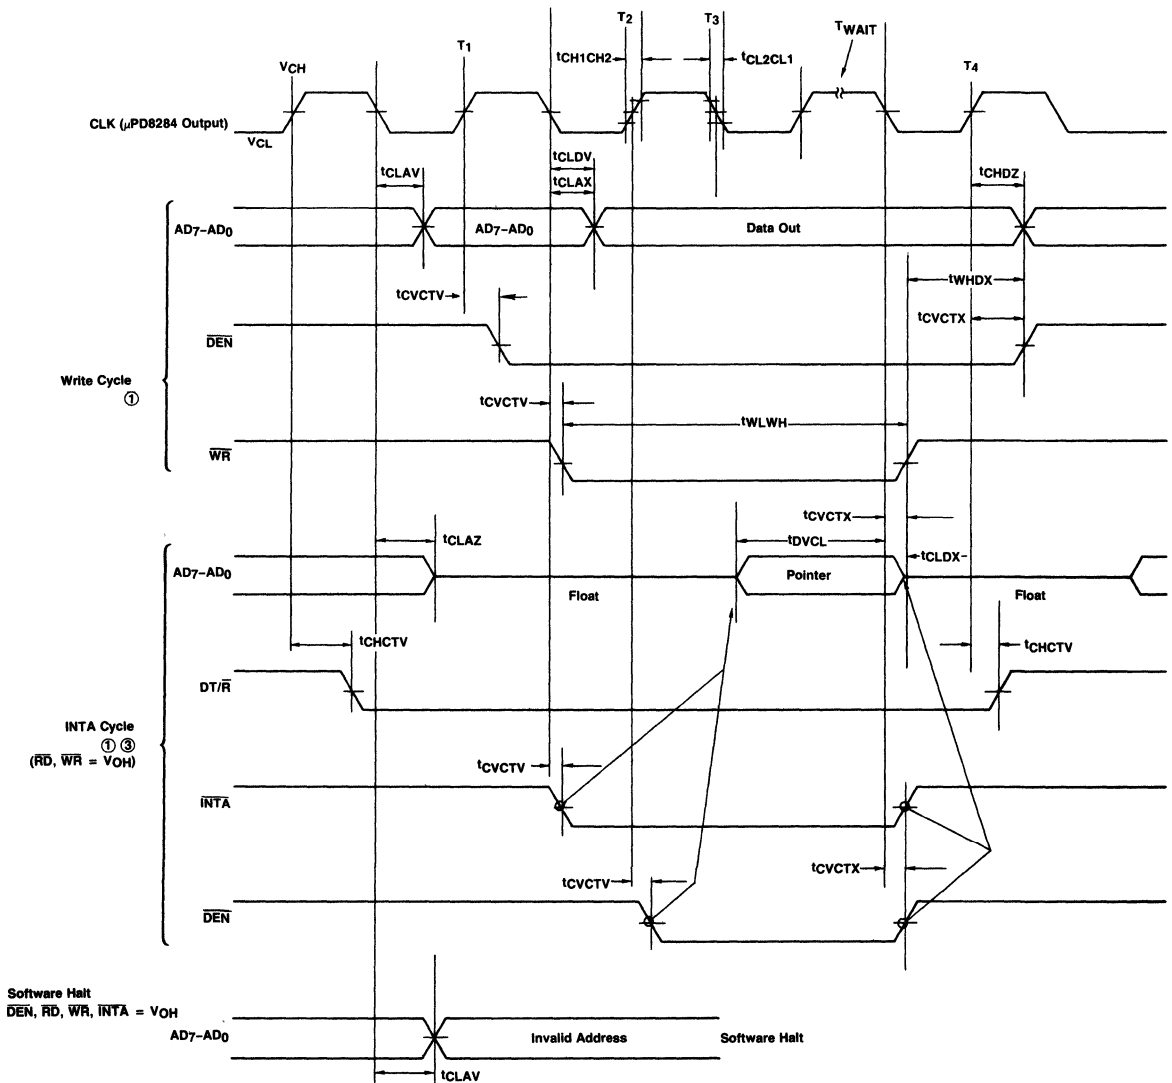 T2
T3
TWAIT
T1
tCH1CH2
tCL2CL1
T4
VCH
CLK (μPD8284 Output)
VCL
tCLDV
tCLAV
tCLAX
tCHDZ
AD7–AD0
AD7–AD0
Data Out
tWHDX
tCVCTV
tCVCTX
DEN
Write Cycle
①
tCVCTV
tWLWH
WR
tCVCTX
tCLAZ
tDVCL
tCLDX
AD7–AD0
Pointer
Float
Float
tCHCTV
tCHCTV
DT/R
INTA Cycle
① ③
(RD, WR = VOH)
tCVCTV
INTA
tCVCTV
tCVCTX
DEN
Software Halt
DEN, RD, WR, INTA = VOH
AD7–AD0
Invalid Address
Software Halt
tCLAV